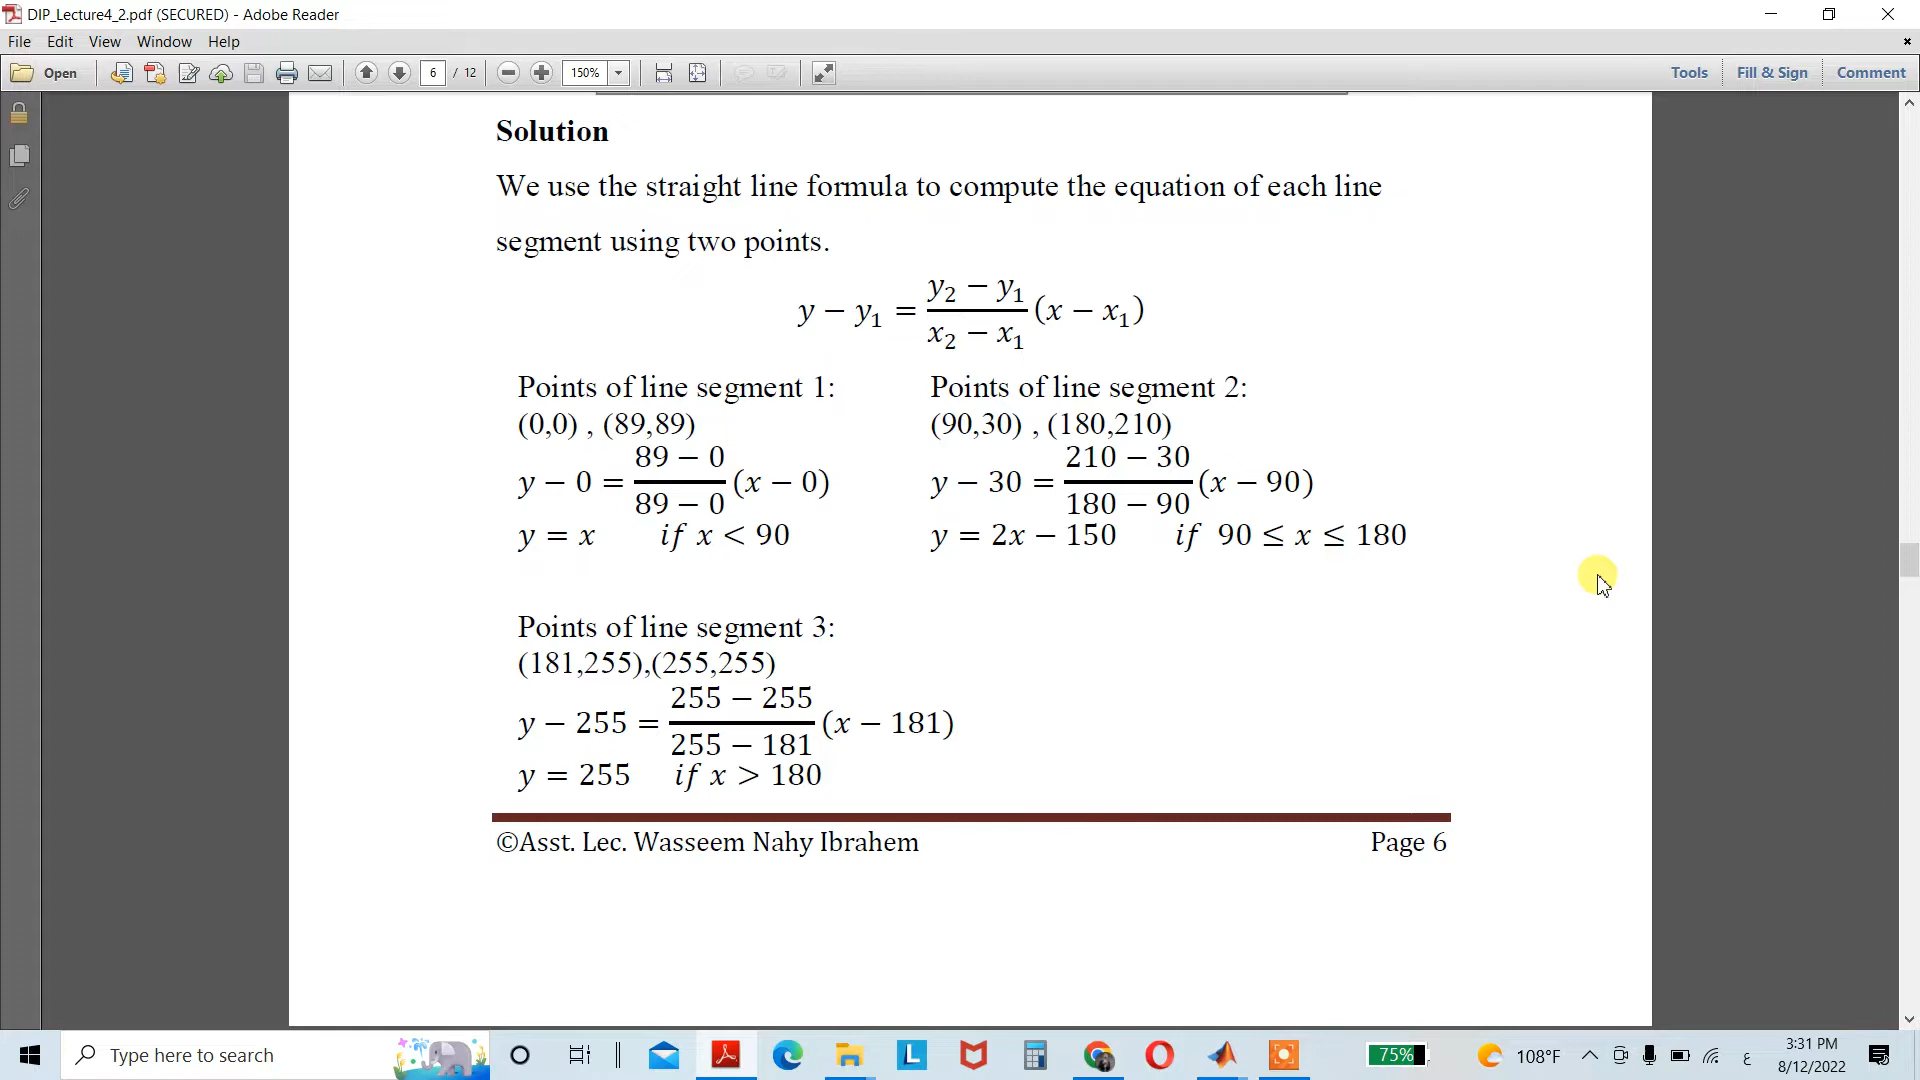 DIP_Lecture4_2.pdf (SECURED) - Adobe Reader
File Edit View Window Help
Open 6 / 12 150% Tools Fill & Sign Comment
Solution
We use the straight line formula to compute the equation of each line
segment using two points.
y − y₁ = (y₂ − y₁)/(x₂ − x₁) (x − x₁)
Points of line segment 1:
(0,0) , (89,89)
y − 0 = (89 − 0)/(89 − 0) (x − 0)
y = x if x < 90
Points of line segment 2:
(90,30) , (180,210)
y − 30 = (210 − 30)/(180 − 90) (x − 90)
y = 2x − 150 if 90 ≤ x ≤ 180
Points of line segment 3:
(181,255),(255,255)
y − 255 = (255 − 255)/(255 − 181) (x − 181)
y = 255 if x > 180
©Asst. Lec. Wasseem Nahy Ibrahem Page 6
Type here to search
75%
108°F
ع
3:31 PM
8/12/2022